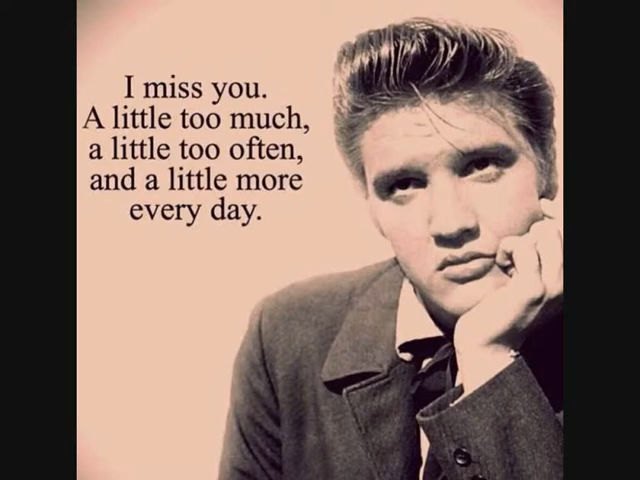 I miss you.
A little too much,
a little too often,
and a little more
every day.